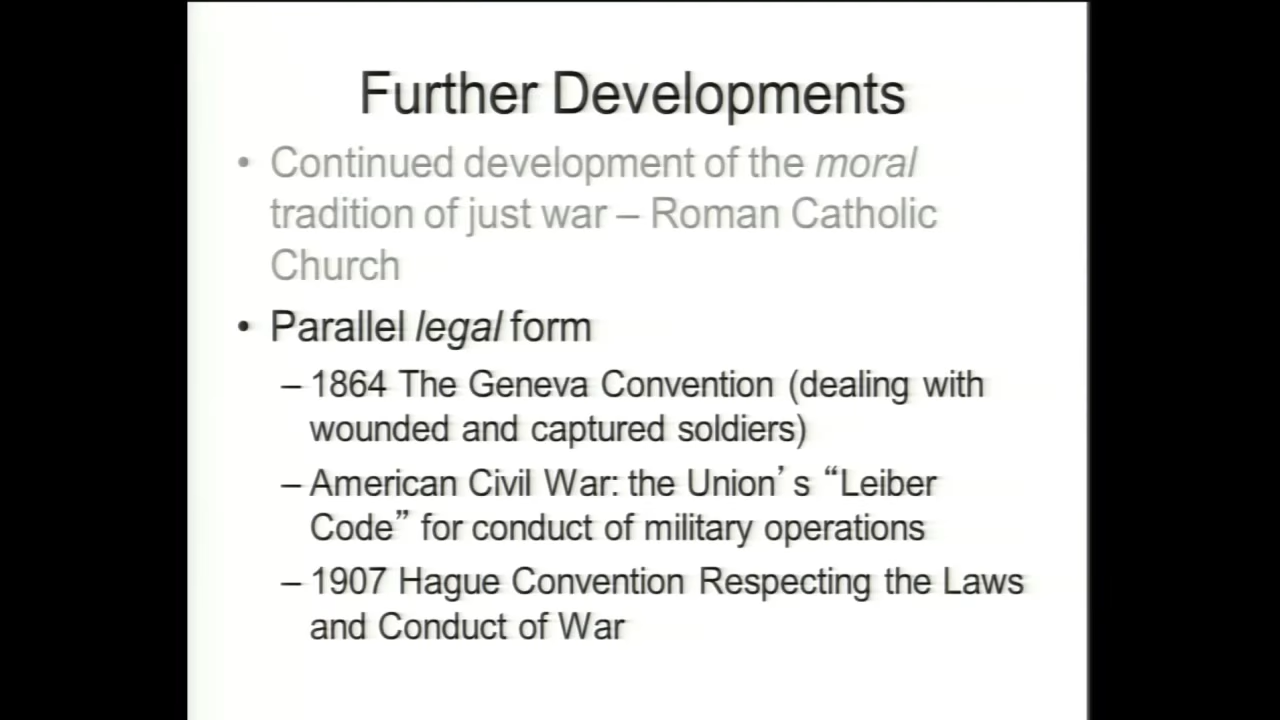 Further Developments
• Continued development of the moral
tradition of just war – Roman Catholic
Church
• Parallel legal form
– 1864 The Geneva Convention (dealing with
wounded and captured soldiers)
– American Civil War: the Union’s “Leiber
Code” for conduct of military operations
– 1907 Hague Convention Respecting the Laws
and Conduct of War